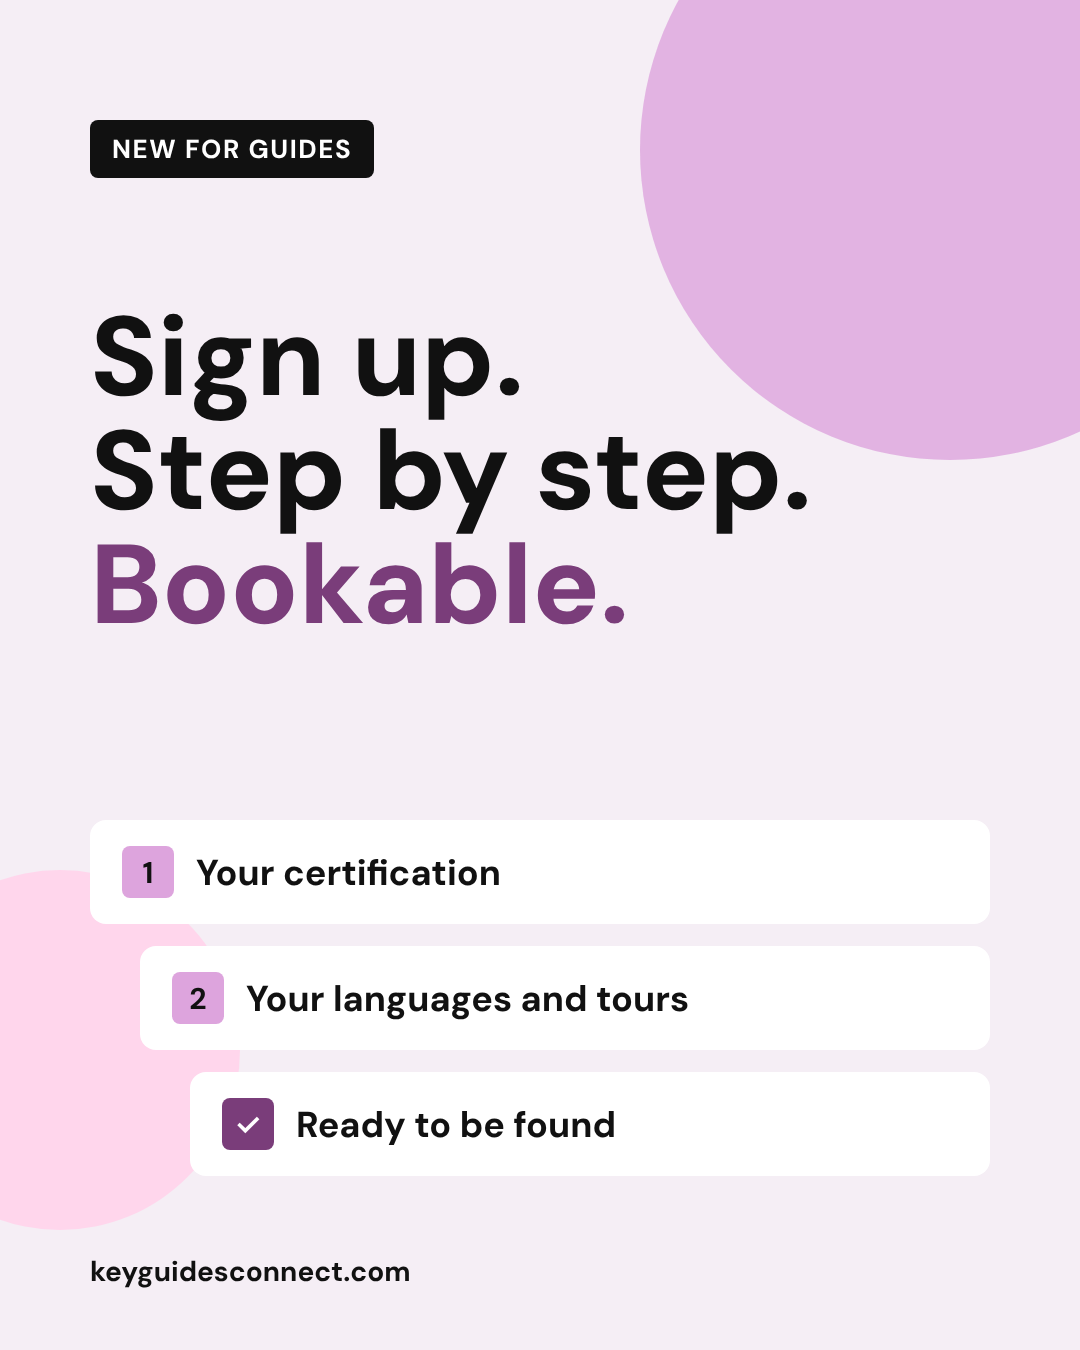 NEW FOR GUIDES
Sign up.
Step by step.
Bookable.
1 Your certification
2 Your languages and tours
Ready to be found
keyguidesconnect.com